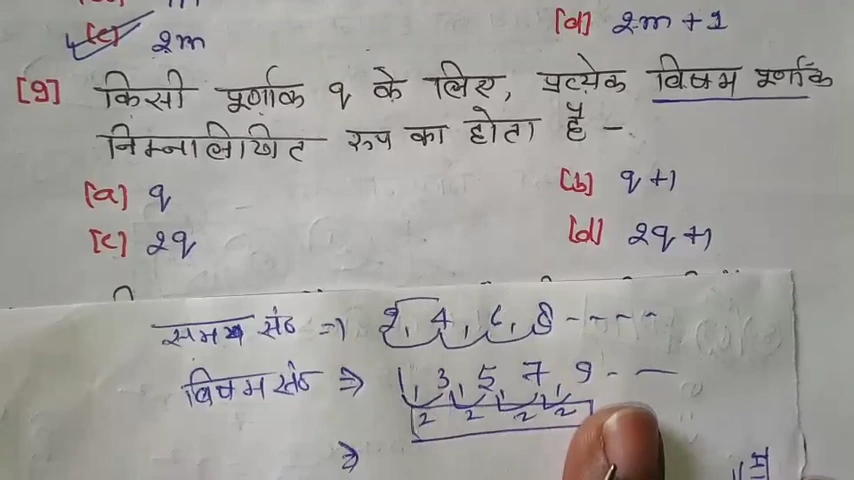 [c] 2m [d] 2m + 1
[9] किसी पूर्णांक q के लिए, प्रत्येक विषम पूर्णांक
निम्नलिखित रूप का होता है -
[a] q [b] q +1
[c] 2q [d] 2q +1
सम सं० ⇒ 2, 4, 6, 8 - - - -
विषम सं० ⇒ 1, 3, 5, 7, 9 - —
2 2 2 2
⇒